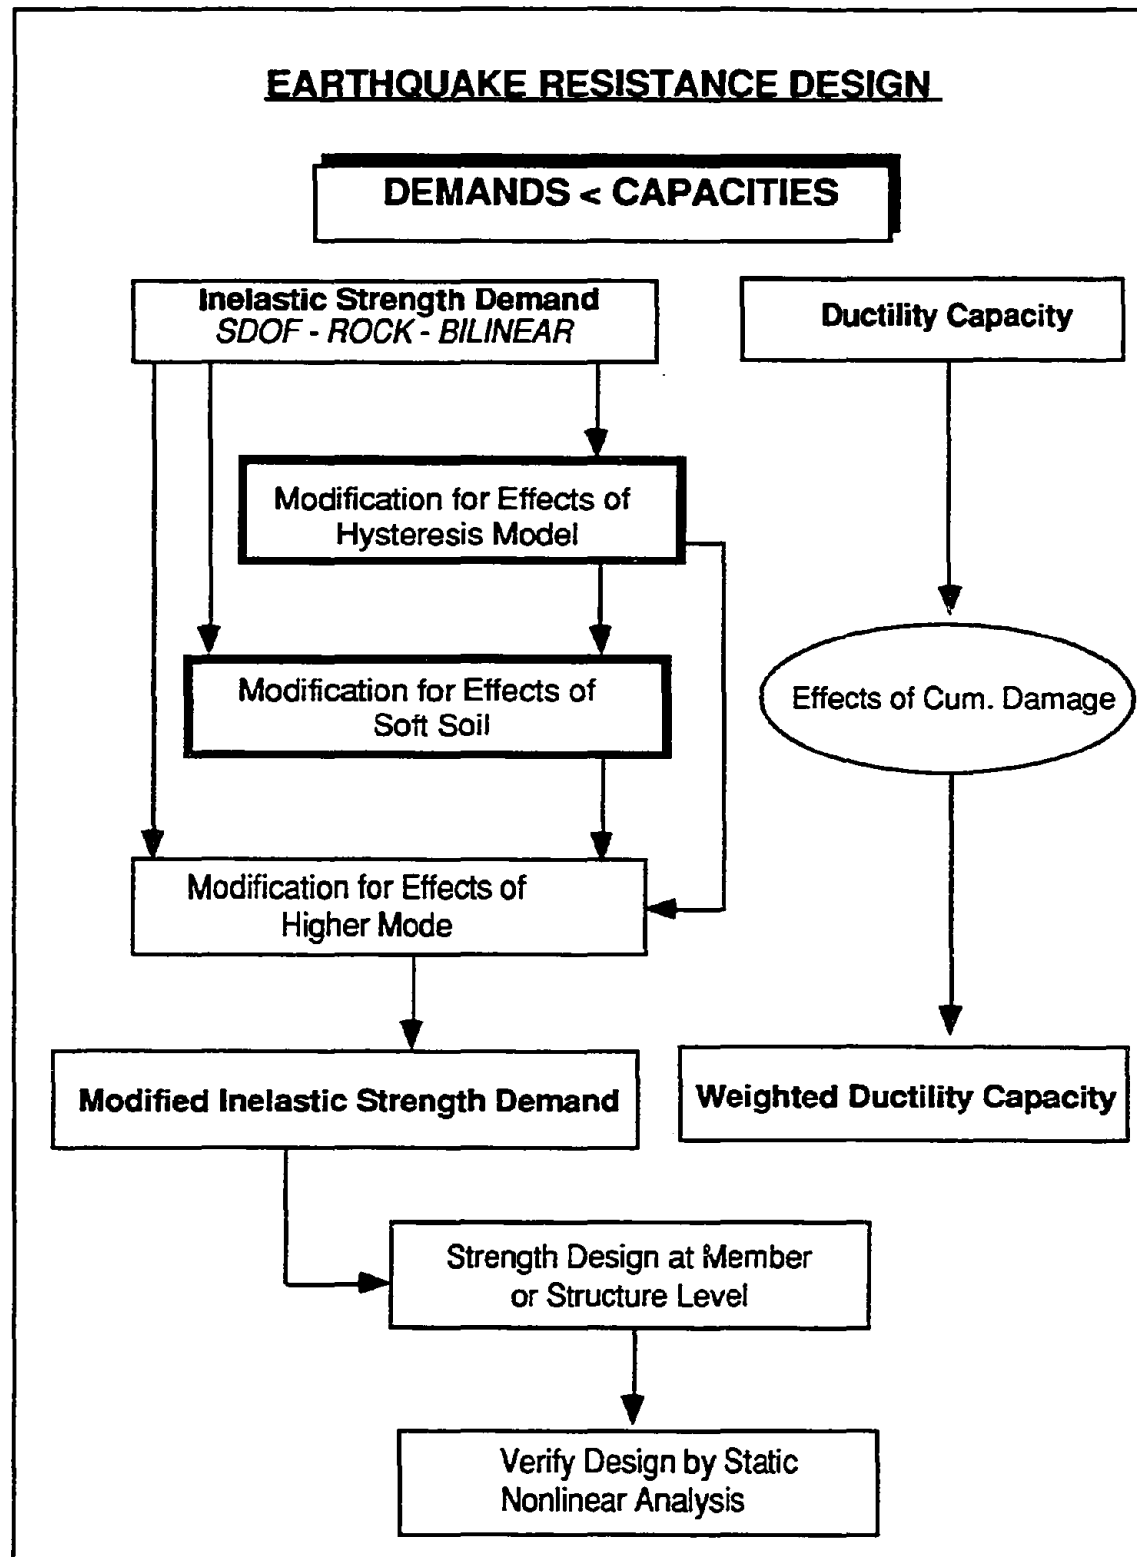 EARTHQUAKE RESISTANCE DESIGN
DEMANDS < CAPACITIES
Inelastic Strength Demand
SDOF - ROCK - BILINEAR
Ductility Capacity
Modification for Effects of
Hysteresis Model
Modification for Effects of
Soft Soil
Effects of Cum. Damage
Modification for Effects of
Higher Mode
Modified Inelastic Strength Demand
Weighted Ductility Capacity
Strength Design at Member
or Structure Level
Verify Design by Static
Nonlinear Analysis